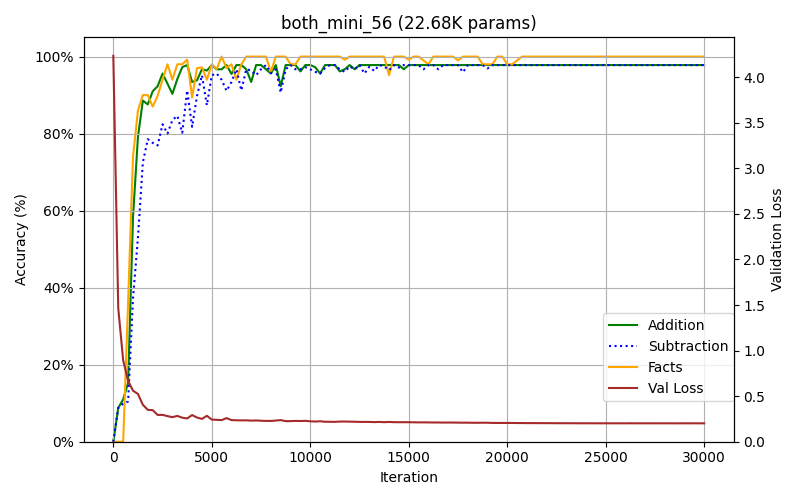 both_mini_56 (22.68K params)
100%
80%
60%
40%
20%
0%
Accuracy (%)
4.0
3.5
3.0
2.5
2.0
1.5
1.0
0.5
0.0
Validation Loss
Addition
Subtraction
Facts
Val Loss
0 5000 10000 15000 20000 25000 30000
Iteration